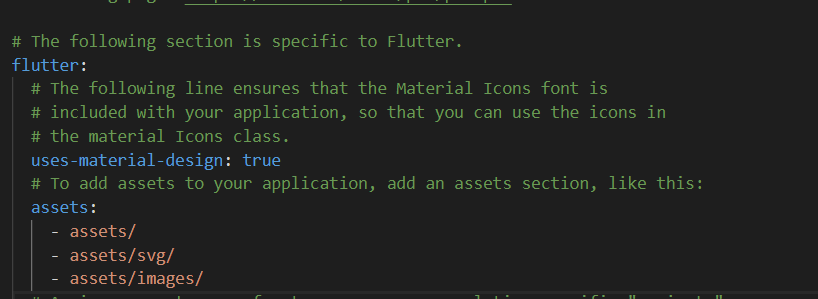 # The following section is specific to Flutter.
flutter:
# The following line ensures that the Material Icons font is
# included with your application, so that you can use the icons in
# the material Icons class.
uses-material-design: true
# To add assets to your application, add an assets section, like this:
assets:
- assets/
- assets/svg/
- assets/images/